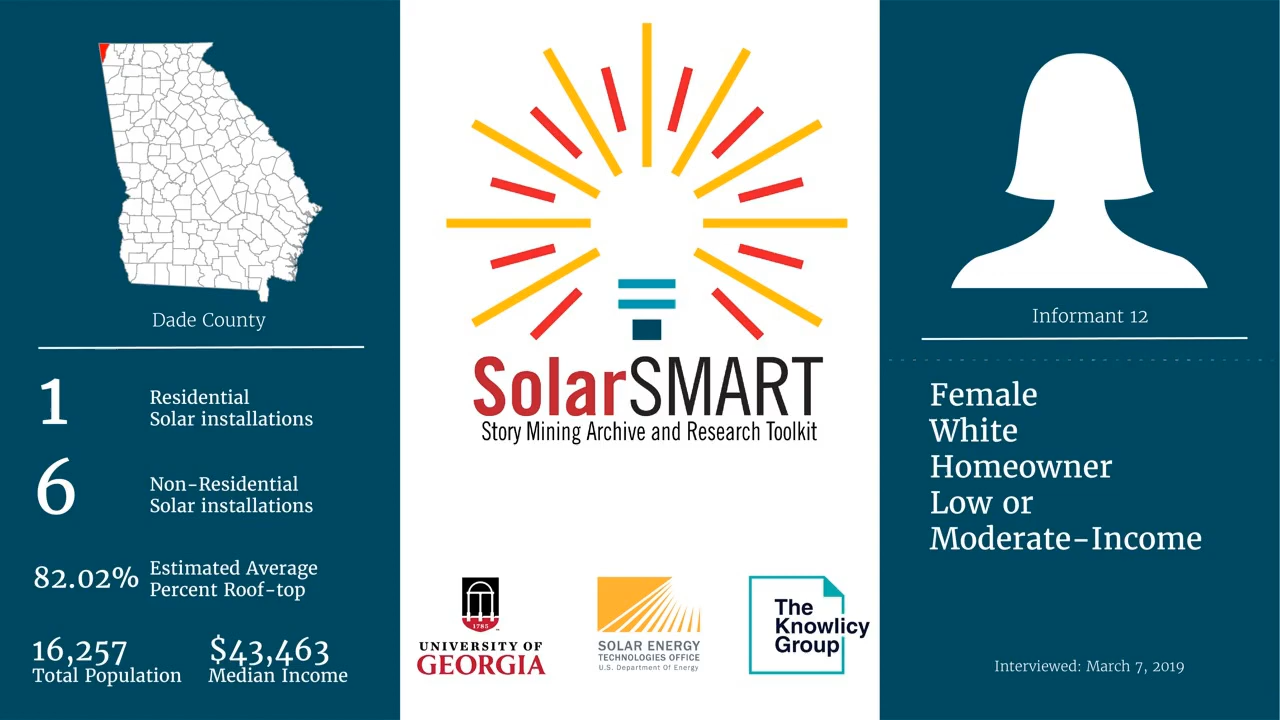 Dade County
1
Residential
Solar installations
6
Non-Residential
Solar installations
82.02%
Estimated Average
Percent Roof-top
16,257
Total Population
$43,463
Median Income
SolarSMART
Story Mining Archive and Research Toolkit
1785
UNIVERSITY OF
GEORGIA
SOLAR ENERGY
TECHNOLOGIES OFFICE
U.S. Department Of Energy
The
Knowlicy
Group
Informant 12
Female
White
Homeowner
Low or
Moderate-Income
Interviewed: March 7, 2019